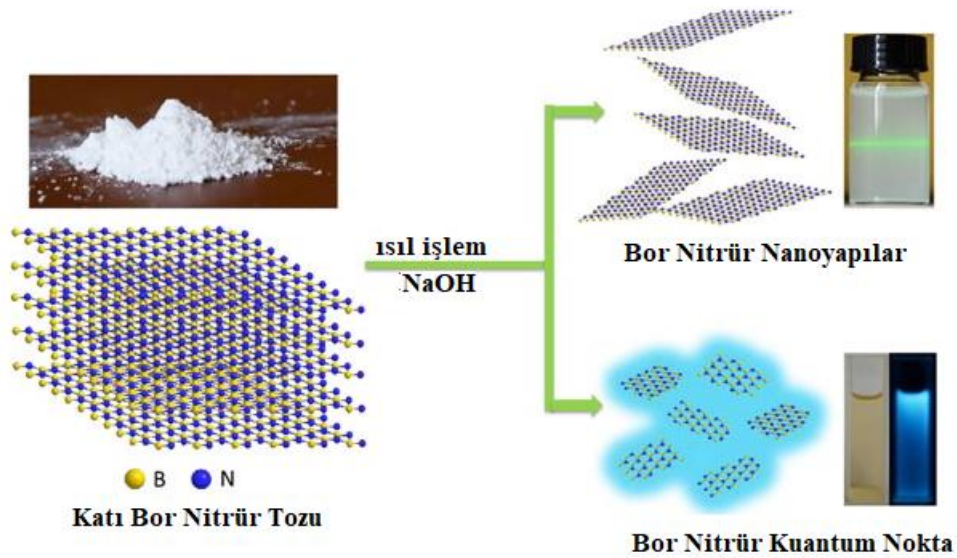 ısıl işlem
NaOH
Bor Nitrür Nanoyapılar
B N
Katı Bor Nitrür Tozu
Bor Nitrür Kuantum Nokta